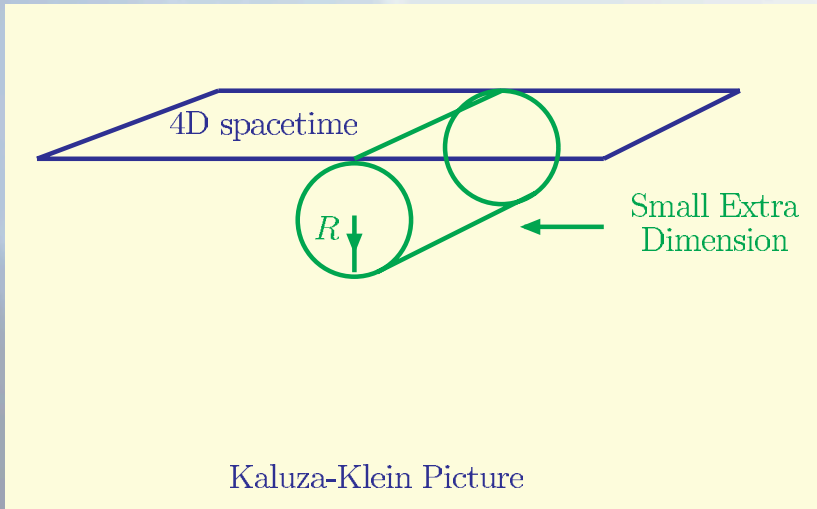 4D spacetime
R
Small Extra
Dimension
Kaluza-Klein Picture